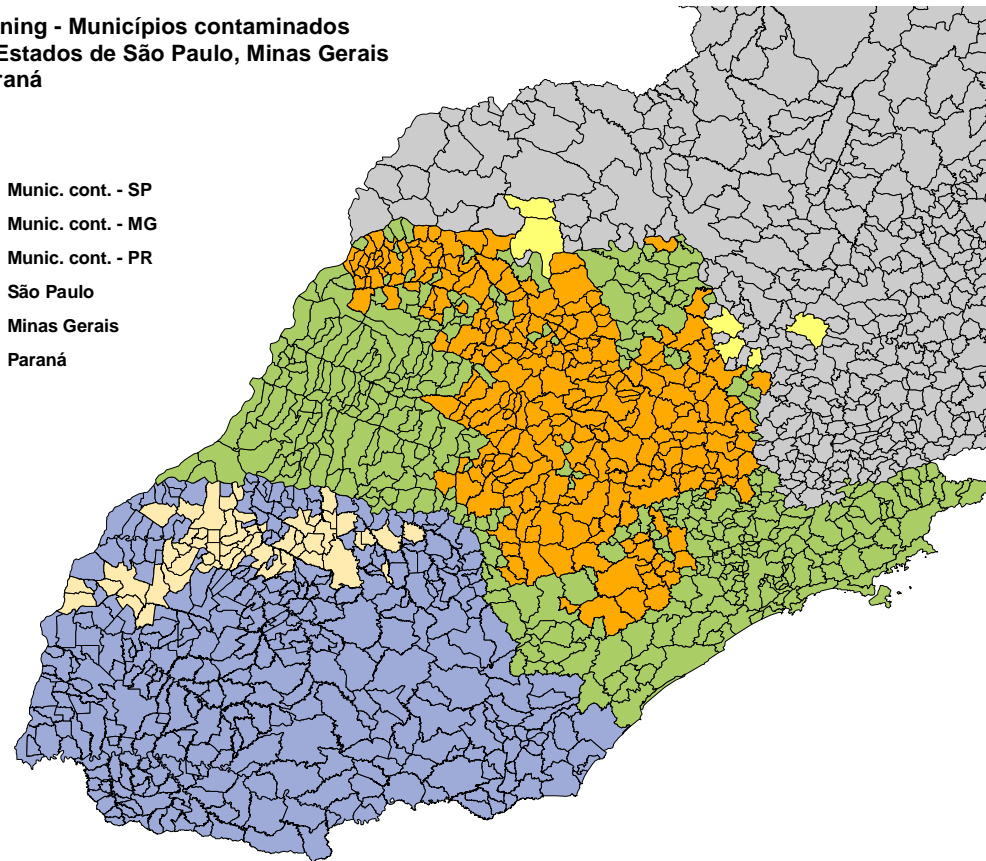 ning - Municípios contaminados
Estados de São Paulo, Minas Gerais
raná
Munic. cont. - SP
Munic. cont. - MG
Munic. cont. - PR
São Paulo
Minas Gerais
Paraná